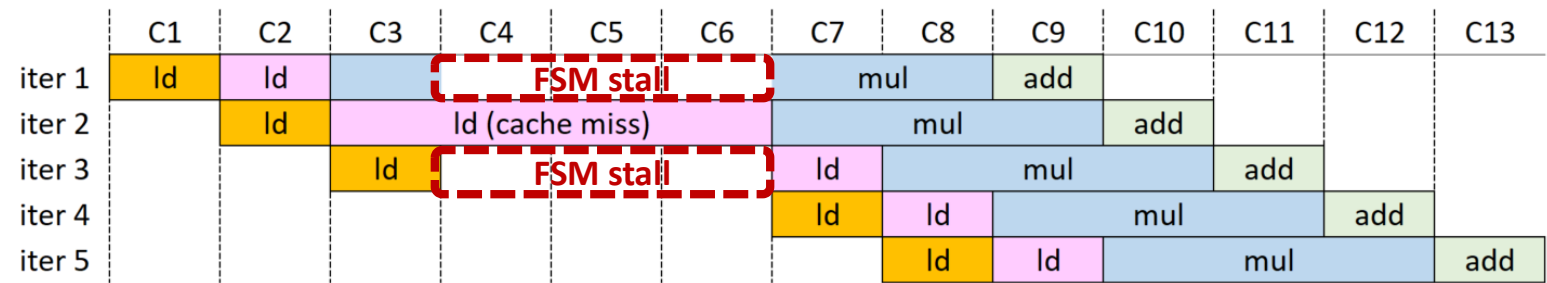 C1 C2 C3 C4 C5 C6 C7 C8 C9 C10 C11 C12 C13
iter 1 ld ld FSM stall mul add
iter 2 ld ld (cache miss) mul add
iter 3 ld FSM stall ld mul add
iter 4 ld ld mul add
iter 5 ld ld mul add